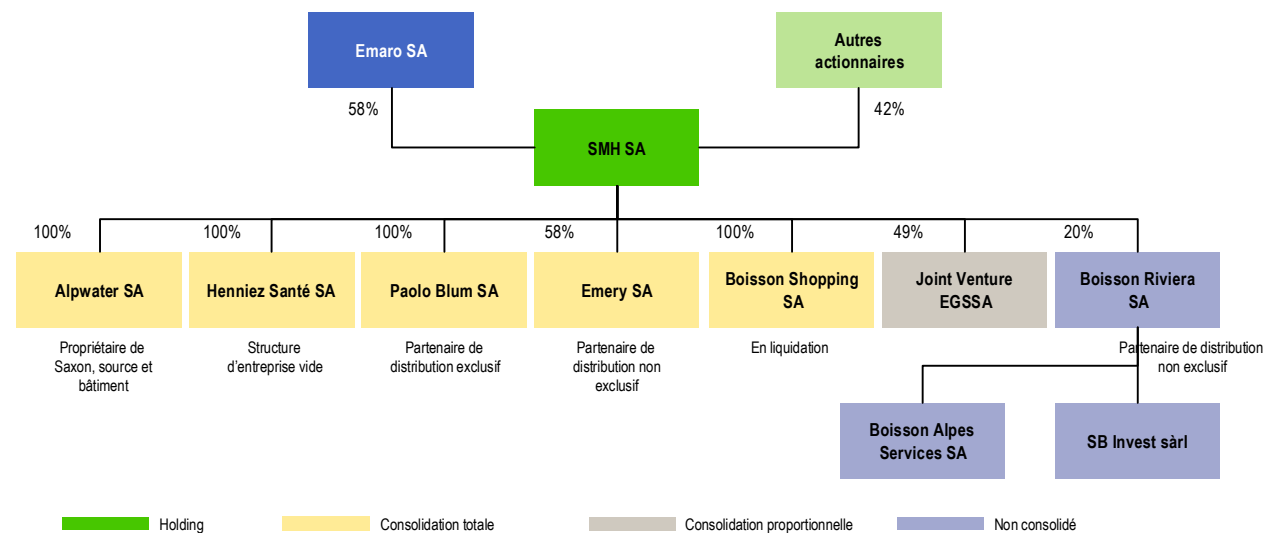 Emaro SA
Autres
actionnaires
58%
42%
SMH SA
100%
100%
100%
58%
100%
49%
20%
Alpwater SA
Henniez Santé SA
Paolo Blum SA
Emery SA
Boisson Shopping
SA
Joint Venture
EGSSA
Boisson Riviera
SA
Propriétaire de
Saxon, source et
bâtiment
Structure
d'entreprise vide
Partenaire de
distribution exclusif
Partenaire de
distribution non
exclusif
En liquidation
Partenaire de distribution
non exclusif
Boisson Alpes
Services SA
SB Invest sàrl
Holding
Consolidation totale
Consolidation proportionnelle
Non consolidé